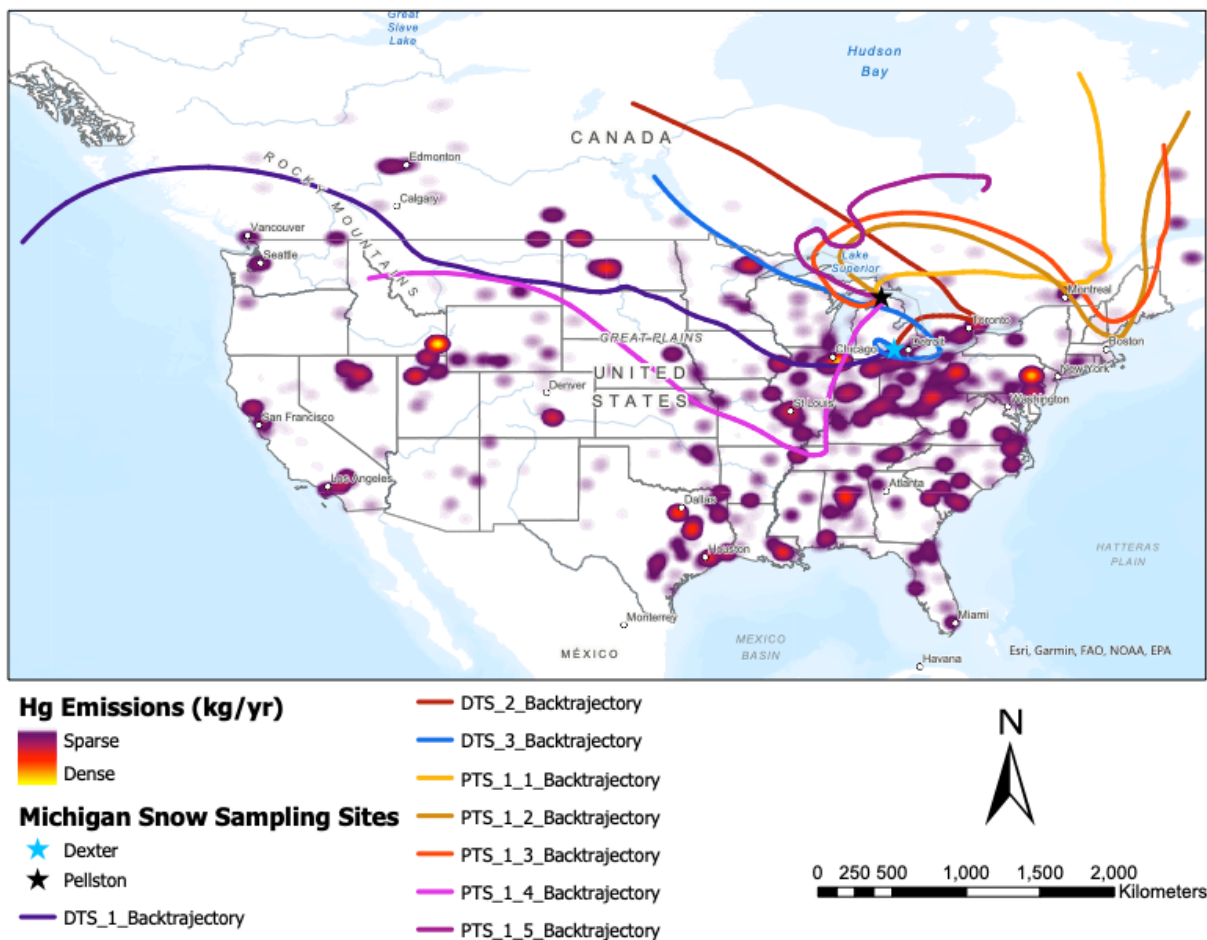 Great
Slave
Lake
Hudson
Bay
CANADA
ROCKY MOUNTAINS
Edmonton
Calgary
Vancouver
Seattle
Lake
Superior
Montreal
Toronto
GREAT PLAINS
Chicago
Detroit
Boston
UNITED
STATES
New York
Denver
St Louis
Washington
San Francisco
Los Angeles
Atlanta
Dallas
Houston
HATTERAS
PLAIN
Monterrey
Miami
MÉXICO
MEXICO
BASIN
Esri, Garmin, FAO, NOAA, EPA
Havana
Hg Emissions (kg/yr)
Sparse
Dense
Michigan Snow Sampling Sites
Dexter
Pellston
DTS_1_Backtrajectory
DTS_2_Backtrajectory
DTS_3_Backtrajectory
PTS_1_1_Backtrajectory
PTS_1_2_Backtrajectory
PTS_1_3_Backtrajectory
PTS_1_4_Backtrajectory
PTS_1_5_Backtrajectory
N
0 250 500 1,000 1,500 2,000
Kilometers